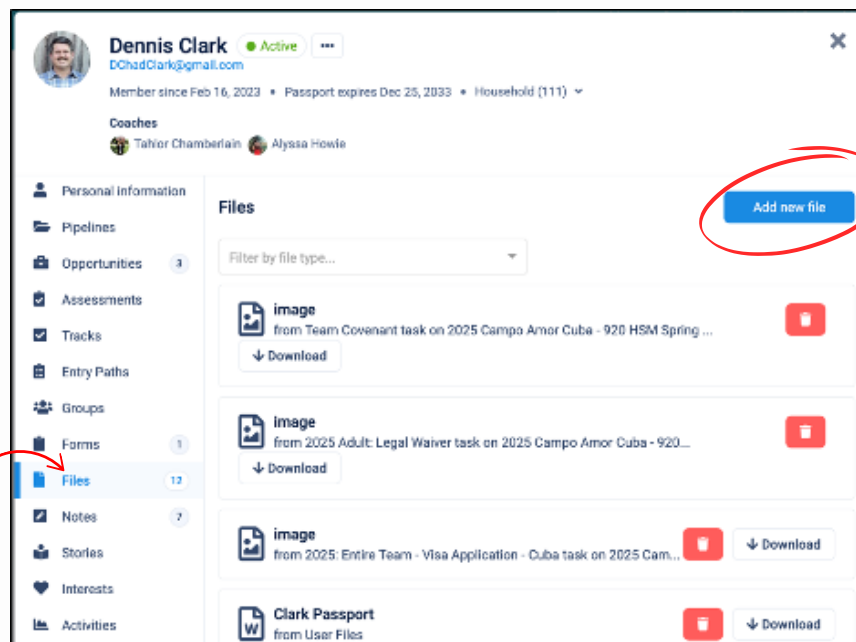 Dennis Clark Active •••
DChadClark@gmail.com
Member since Feb 16, 2023 • Passport expires Dec 25, 2033 • Household (111)
Coaches
Tahlor Chamberlain Alyssa Howie
Personal information
Pipelines
Opportunities 3
Assessments
Tracks
Entry Paths
Groups
Forms 1
Files 12
Notes 7
Stories
Interests
Activities
Files
Add new file
Filter by file type...
image
from Team Covenant task on 2025 Campo Amor Cuba - 920 HSM Spring ...
Download
image
from 2025 Adult: Legal Waiver task on 2025 Campo Amor Cuba - 920...
Download
image
from 2025: Entire Team - Visa Application - Cuba task on 2025 Cam...
Download
Clark Passport
from User Files
Download